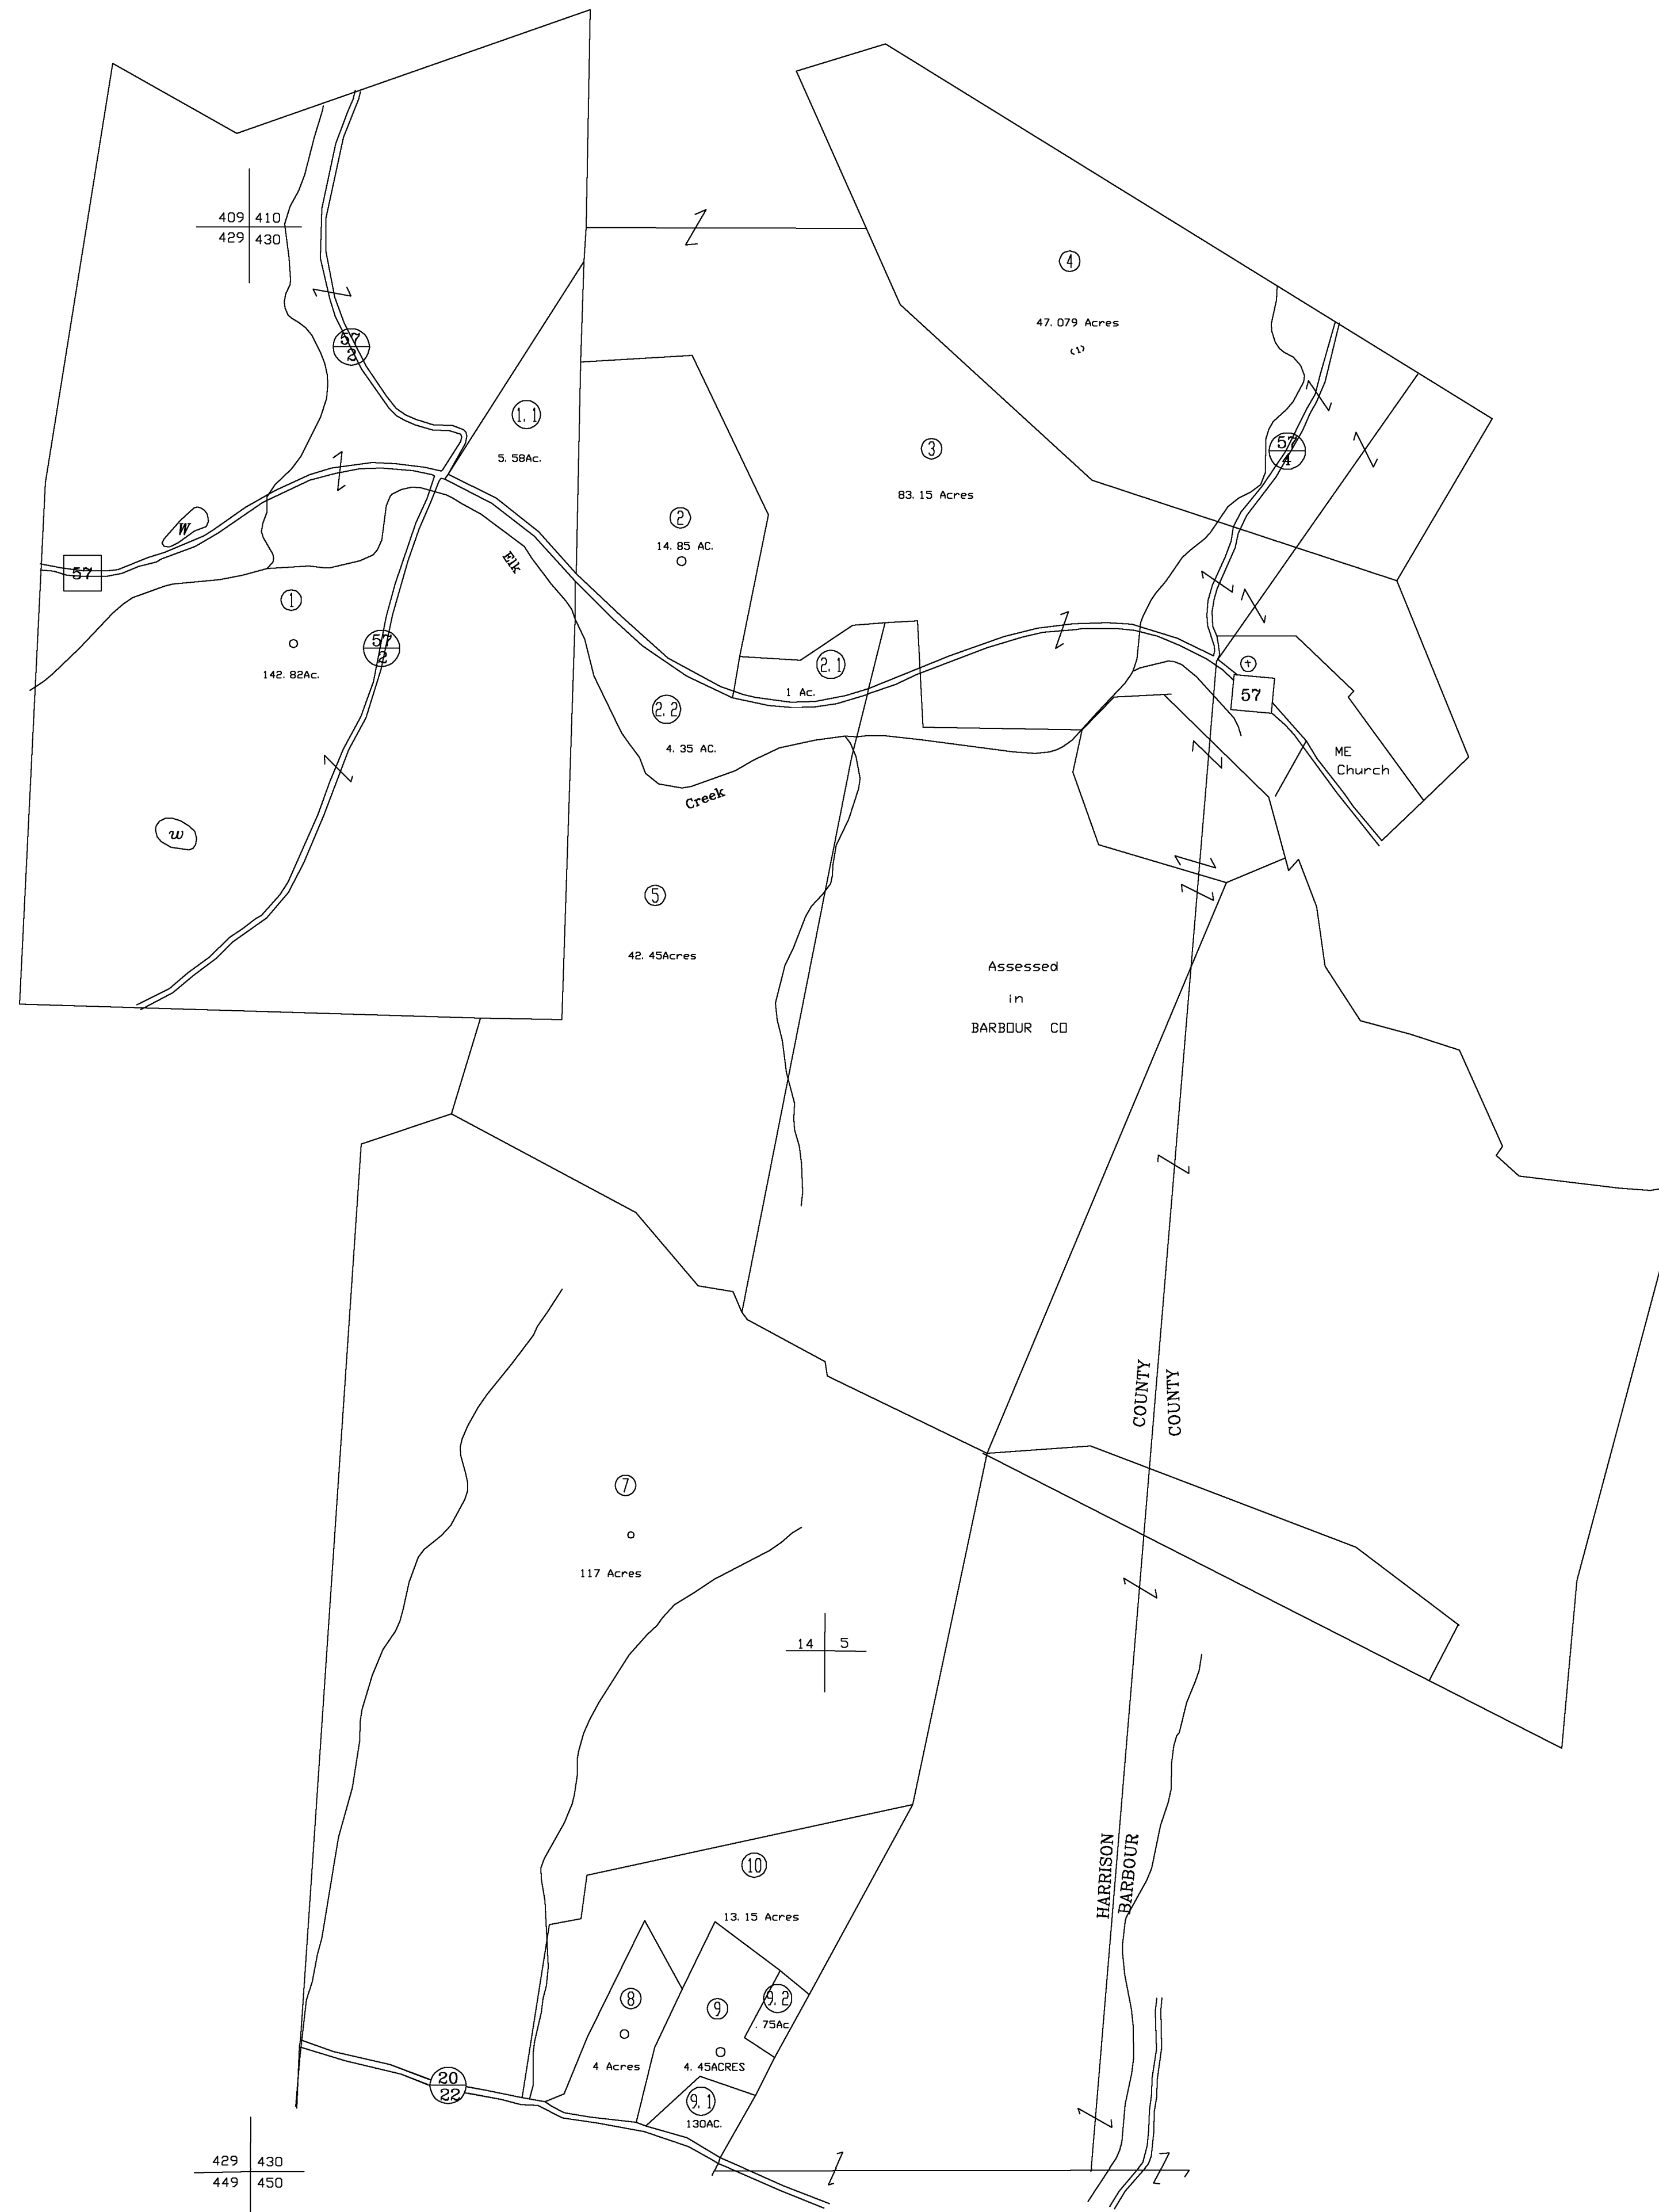 409 410
429 430
4
47.079 Acres
(1)
57
2
1.1
5.58Ac.
3
83.15 Acres
57
4
2
14.85 AC.
W
57
Elk
1
142.82Ac.
57
2
2.1
1 Ac.
57
2.2
4.35 AC.
ME
Church
Creek
w
5
42.45Acres
Assessed
in
BARBOUR CO
COUNTY
COUNTY
7
117 Acres
14 5
HARRISON
BARBOUR
10
13.15 Acres
8
4 Acres
9
4.45ACRES
9.2
.75Ac
20
22
9.1
130AC.
429 430
449 450